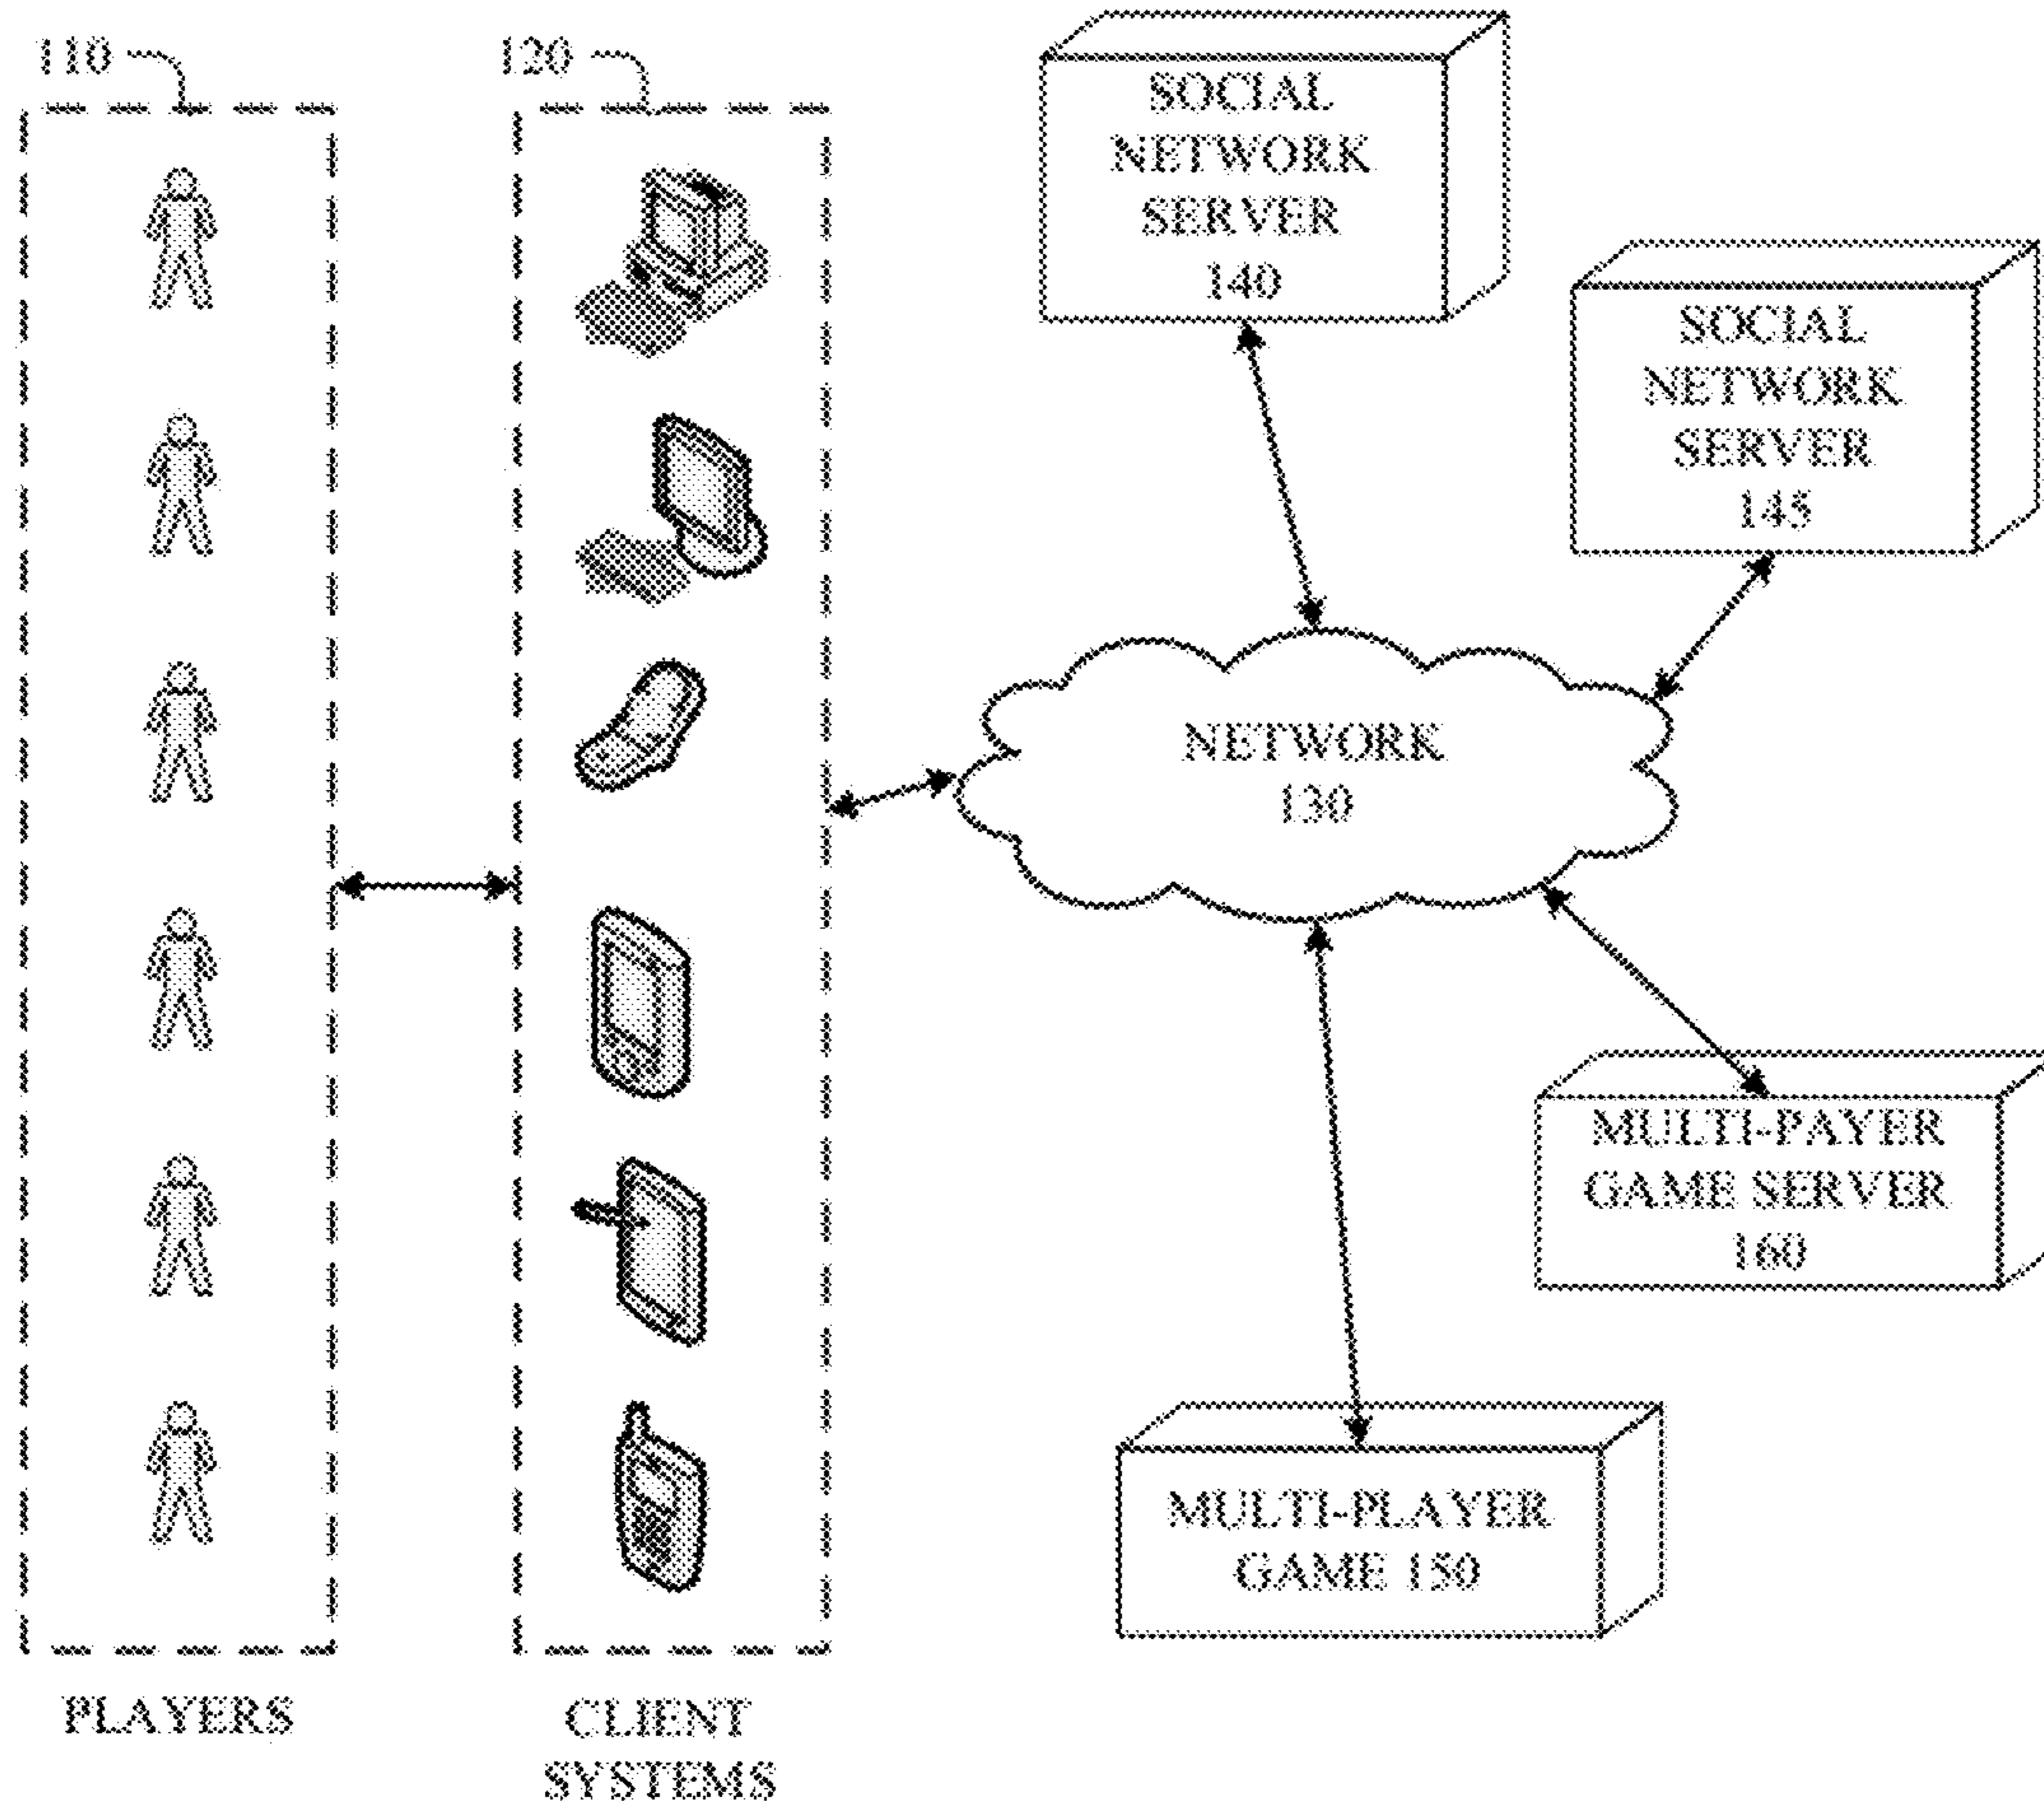 110
120
SOCIAL
NETWORK
SERVER
140
SOCIAL
NETWORK
SERVER
145
NETWORK
130
MULTI-PAYER
GAME SERVER
160
MULTI-PLAYER
GAME 150
PLAYERS
CLIENT
SYSTEMS